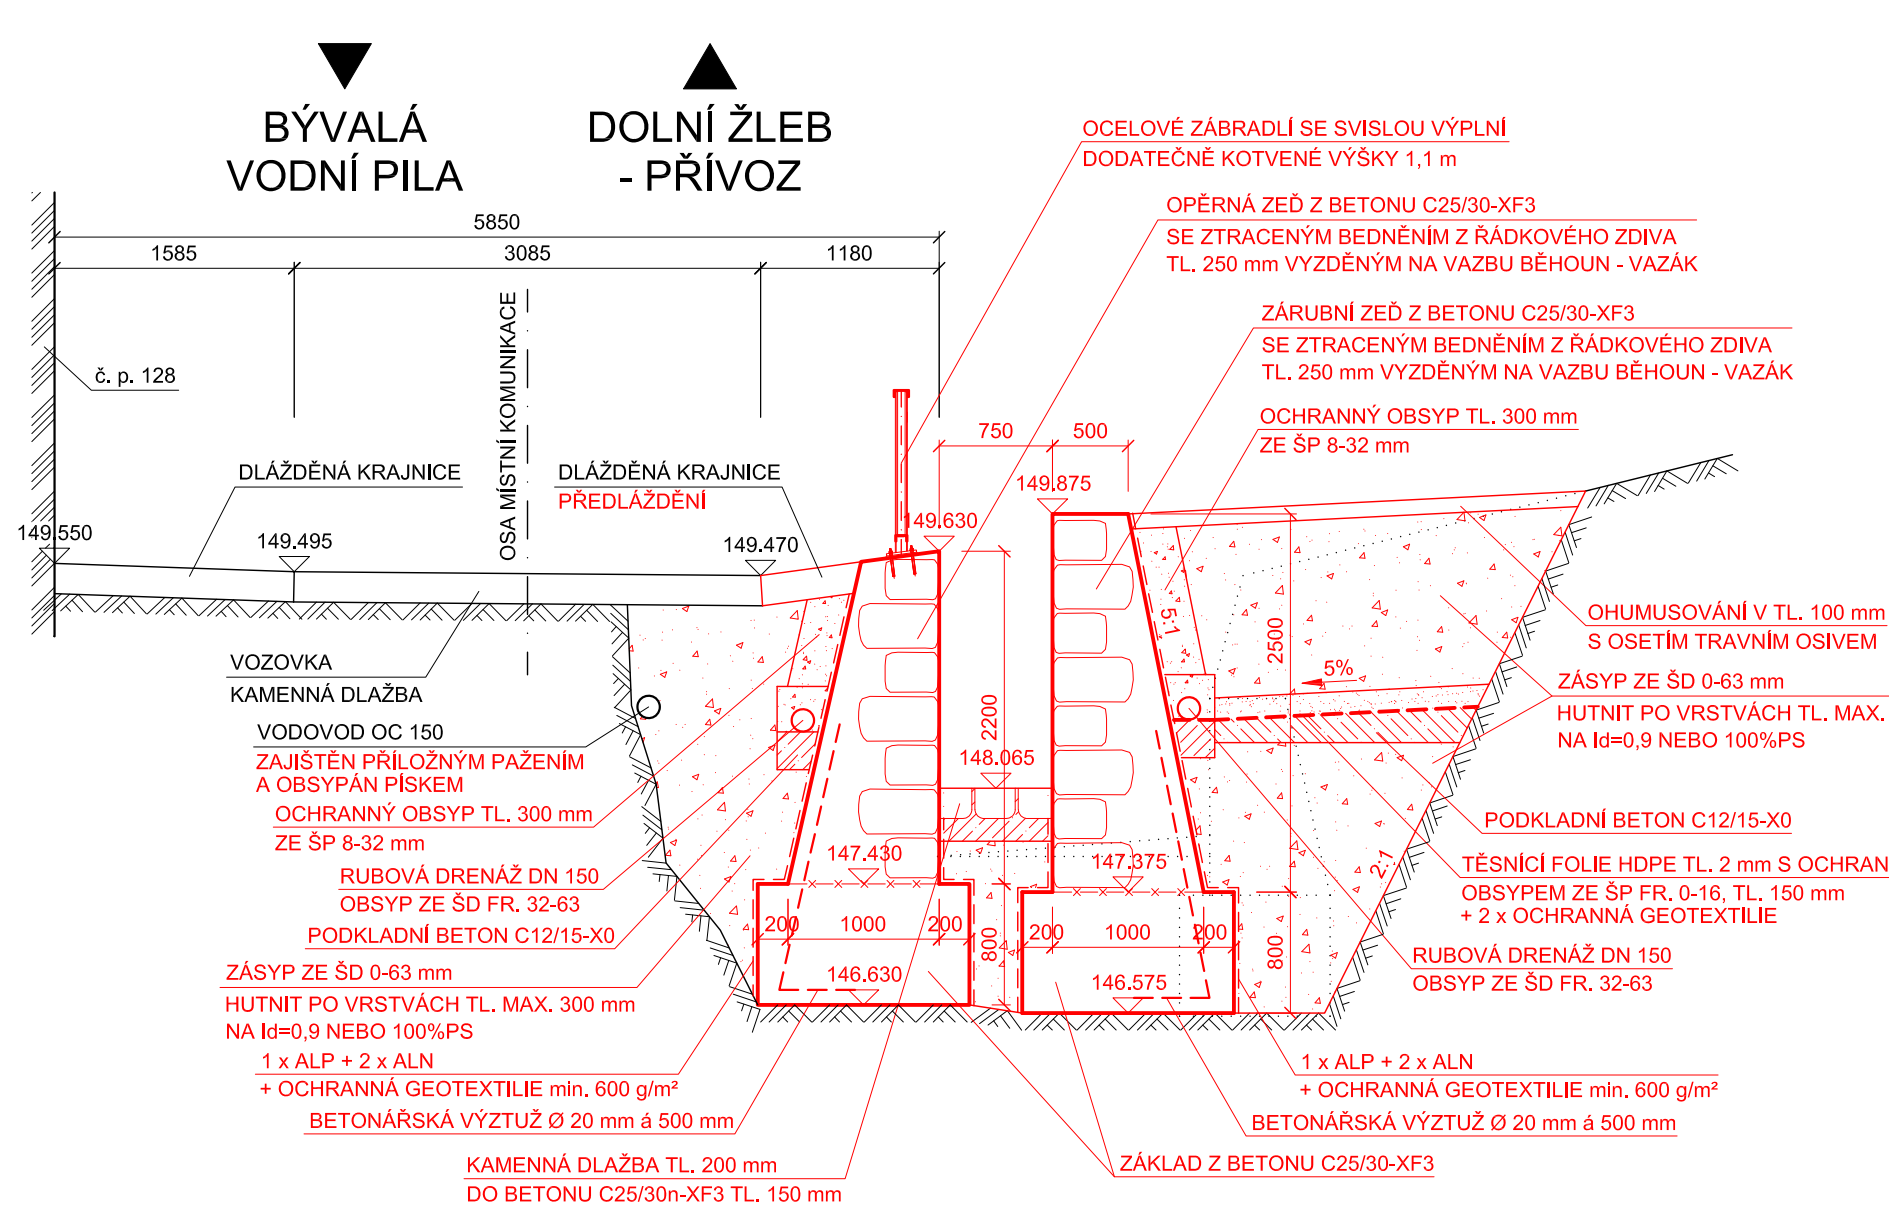 BÝVALÁ
VODNÍ PILA
DOLNÍ ŽLEB
- PŘÍVOZ
OCELOVÉ ZÁBRADLÍ SE SVISLOU VÝPLNÍ
DODATEČNĚ KOTVENÉ VÝŠKY 1,1 m
OPĚRNÁ ZEĎ Z BETONU C25/30-XF3
SE ZTRACENÝM BEDNĚNÍM Z ŘÁDKOVÉHO ZDIVA
TL. 250 mm VYZDĚNÝM NA VAZBU BĚHOUN - VAZÁK
ZÁRUBNÍ ZEĎ Z BETONU C25/30-XF3
SE ZTRACENÝM BEDNĚNÍM Z ŘÁDKOVÉHO ZDIVA
TL. 250 mm VYZDĚNÝM NA VAZBU BĚHOUN - VAZÁK
OCHRANNÝ OBSYP TL. 300 mm
ZE ŠP 8-32 mm
5850
1585
3085
1180
č. p. 128
OSA MÍSTNÍ KOMUNIKACE
DLÁŽDĚNÁ KRAJNICE
DLÁŽDĚNÁ KRAJNICE
PŘEDLÁŽDĚNÍ
750
500
149.875
149.630
149.550
149.495
149.470
5:1
2500
5%
2200
148.065
147.430
147.375
2:1
200
1000
200
800
200
1000
200
800
146.630
146.575
VOZOVKA
KAMENNÁ DLAŽBA
VODOVOD OC 150
ZAJIŠTĚN PŘÍLOŽNÝM PAŽENÍM
A OBSYPÁN PÍSKEM
OCHRANNÝ OBSYP TL. 300 mm
ZE ŠP 8-32 mm
RUBOVÁ DRENÁŽ DN 150
OBSYP ZE ŠD FR. 32-63
PODKLADNÍ BETON C12/15-X0
ZÁSYP ZE ŠD 0-63 mm
HUTNIT PO VRSTVÁCH TL. MAX. 300 mm
NA Id=0,9 NEBO 100%PS
1 x ALP + 2 x ALN
+ OCHRANNÁ GEOTEXTILIE min. 600 g/m²
BETONÁŘSKÁ VÝZTUŽ Ø 20 mm á 500 mm
KAMENNÁ DLAŽBA TL. 200 mm
DO BETONU C25/30n-XF3 TL. 150 mm
OHUMUSOVÁNÍ V TL. 100 mm
S OSETÍM TRAVNÍM OSIVEM
ZÁSYP ZE ŠD 0-63 mm
HUTNIT PO VRSTVÁCH TL. MAX.
NA Id=0,9 NEBO 100%PS
PODKLADNÍ BETON C12/15-X0
TĚSNÍCÍ FOLIE HDPE TL. 2 mm S OCHRAN
OBSYPEM ZE ŠP FR. 0-16, TL. 150 mm
+ 2 x OCHRANNÁ GEOTEXTILIE
RUBOVÁ DRENÁŽ DN 150
OBSYP ZE ŠD FR. 32-63
1 x ALP + 2 x ALN
+ OCHRANNÁ GEOTEXTILIE min. 600 g/m²
BETONÁŘSKÁ VÝZTUŽ Ø 20 mm á 500 mm
ZÁKLAD Z BETONU C25/30-XF3